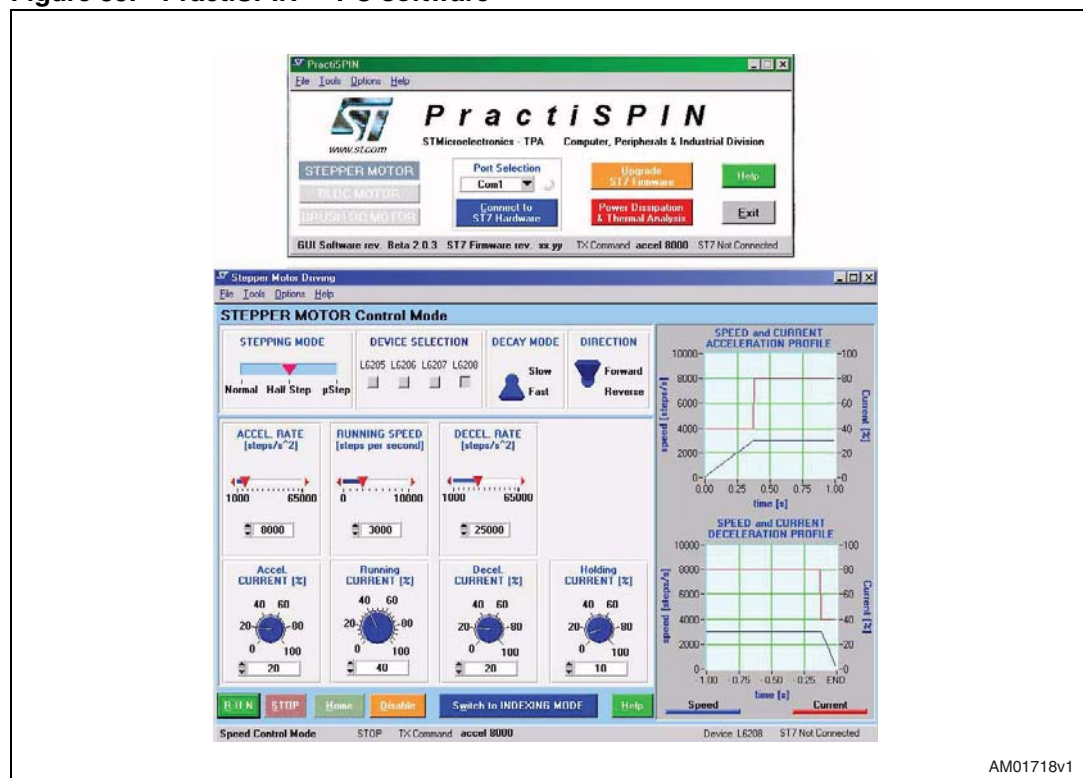 PractiSPIN
File Tools Options Help
ST
www.st.com
PractiSPIN
STMicroelectronics - TPA Computer, Peripherals & Industrial Division
STEPPER MOTOR
BLDC MOTOR
BRUSH DC MOTOR
Port Selection
Com1
Connect to
ST7 Hardware
Upgrade
ST7 Firmware
Power Dissipation
& Thermal Analysis
Help
Exit
GUI Software rev. Beta 2.0.3 ST7 Firmware rev. xx.yy TX Command accel 8000 ST7 Not Connected
Stepper Motor Driving
File Tools Options Help
STEPPER MOTOR Control Mode
STEPPING MODE
Normal Half Step µStep
DEVICE SELECTION
L6205 L6206 L6207 L6208
DECAY MODE
Slow
Fast
DIRECTION
Forward
Reverse
ACCEL. RATE
[steps/s^2]
1000 65000
8000
RUNNING SPEED
[steps per second]
0 10000
3000
DECEL. RATE
[steps/s^2]
1000 65000
25000
Accel.
CURRENT [%]
40 60
20 80
0 100
20
Running
CURRENT [%]
40 60
20 80
0 100
40
Decel.
CURRENT [%]
40 60
20 80
0 100
20
Holding
CURRENT [%]
40 60
20 80
0 100
10
SPEED and CURRENT
ACCELERATION PROFILE
10000 100
8000 80
6000 60
4000 40
2000 20
0 0
0.00 0.25 0.50 0.75 1.00
speed [steps/s]
Current [%]
time [s]
SPEED and CURRENT
DECELERATION PROFILE
10000 100
8000 80
6000 60
4000 40
2000 20
0 0
-1.00 -0.75 -0.50 -0.25 END
speed [steps/s]
Current [%]
time [s]
Speed Current
RUN STOP Home Disable Switch to INDEXING MODE Help
Speed Control Mode STOP TX Command accel 8000 Device L6208 ST7 Not Connected
AM01718v1